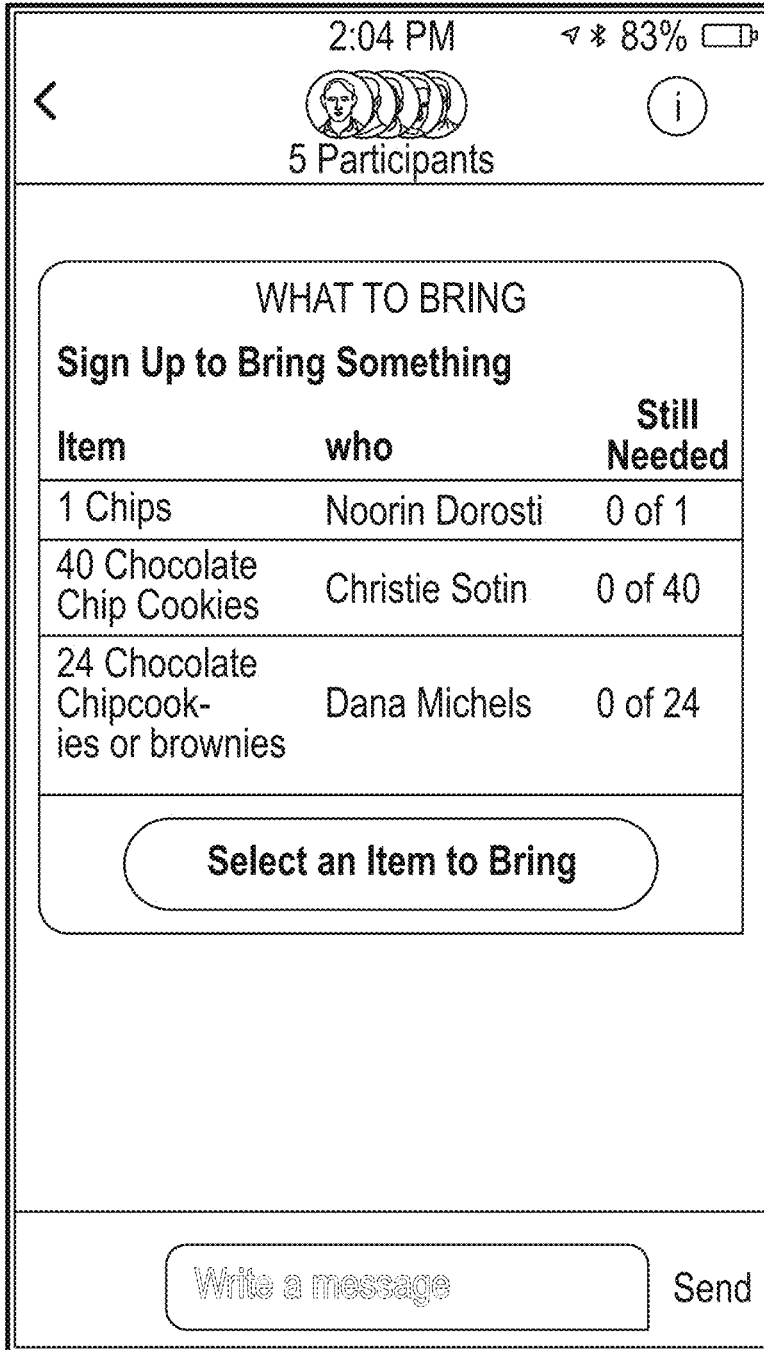 2:04 PM 83%
i
5 Participants
WHAT TO BRING
Sign Up to Bring Something
Item who Still Needed
1 Chips Noorin Dorosti 0 of 1
40 Chocolate
Chip Cookies Christie Sotin 0 of 40
24 Chocolate
Chipcook- Dana Michels 0 of 24
ies or brownies
Select an Item to Bring
Write a message Send